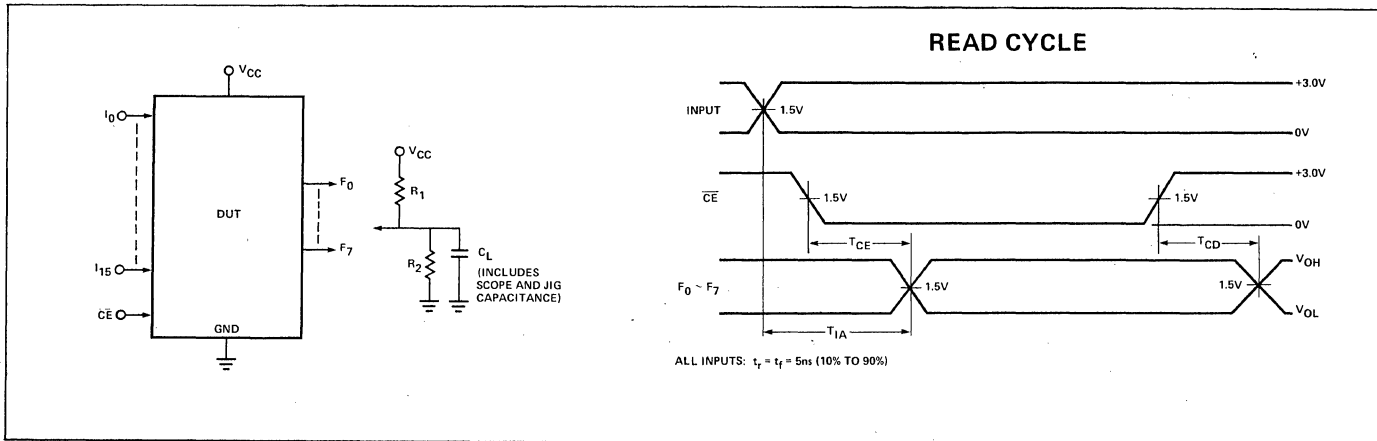 VCC
I0
I15
CE
DUT
GND
F0
F7
VCC
R1
R2
CL
(INCLUDES
SCOPE AND JIG
CAPACITANCE)
READ CYCLE
INPUT
1.5V
+3.0V
0V
CE
1.5V
1.5V
+3.0V
0V
TCE
TCD
F0 ~ F7
1.5V
1.5V
VOH
VOL
TIA
ALL INPUTS: tr = tf = 5ns (10% TO 90%)